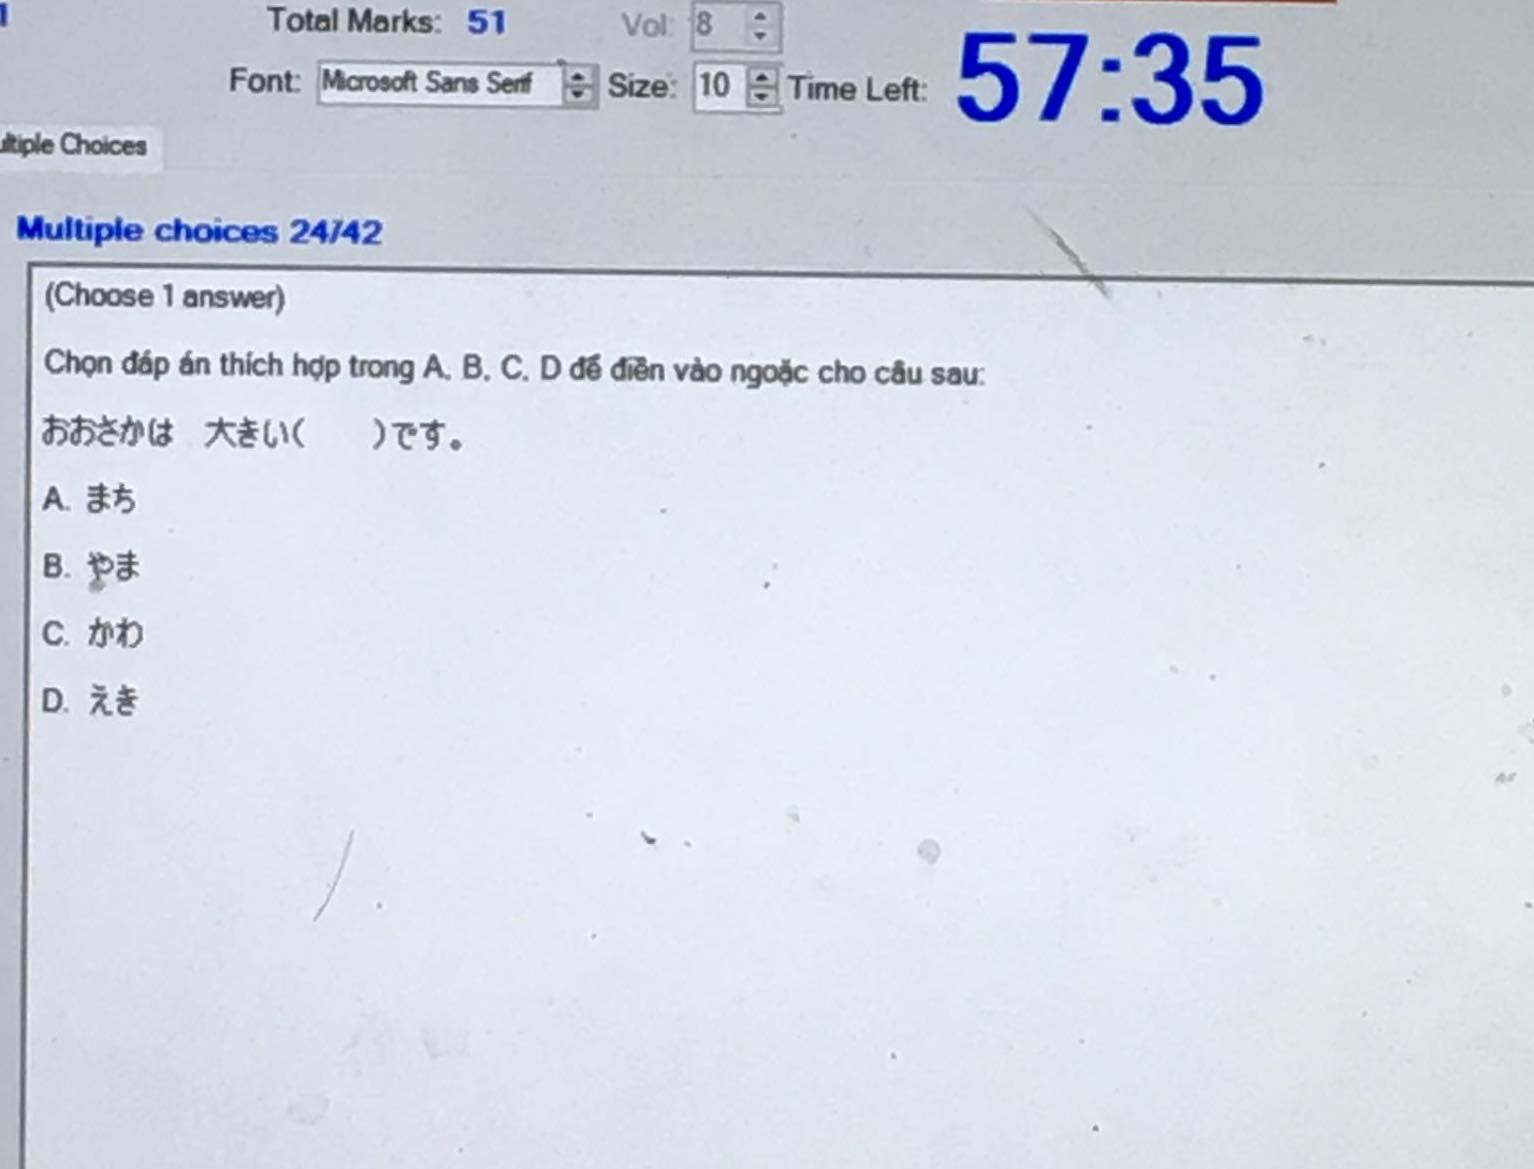 Total Marks: 51 Vol: 8
Font: Microsoft Sans Serif Size: 10 Time Left: 57:35
ltiple Choices
Multiple choices 24/42
(Choose 1 answer)
Chọn đáp án thích hợp trong A, B, C, D để điền vào ngoặc cho câu sau:
おおさかは 大きい( )です。
A. まち
B. やま
C. かわ
D. えき